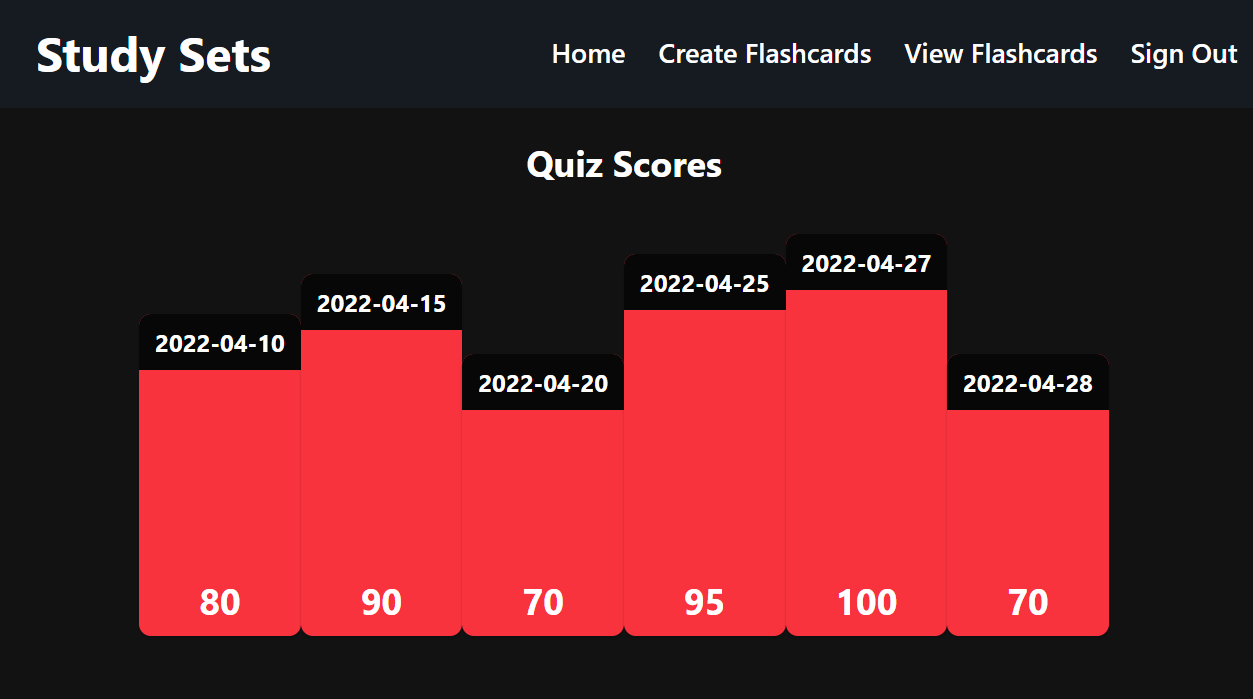 Study Sets
Home Create Flashcards View Flashcards Sign Out
Quiz Scores
2022-04-10 2022-04-15 2022-04-20 2022-04-25 2022-04-27 2022-04-28
80 90 70 95 100 70